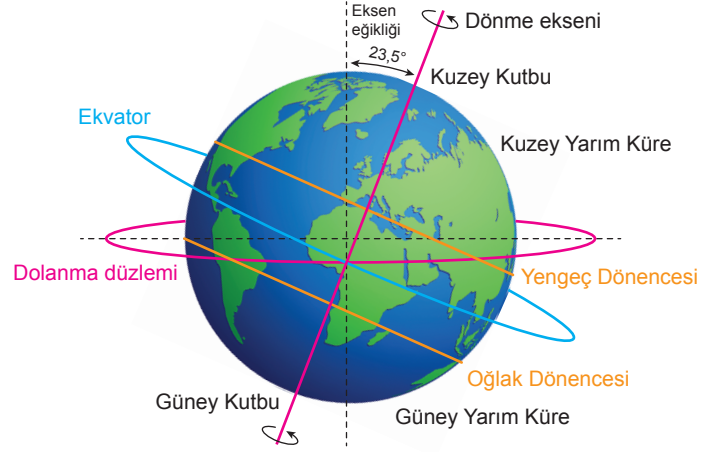 Eksen
eğikliği
Dönme ekseni
23,5°
Kuzey Kutbu
Ekvator
Kuzey Yarım Küre
Dolanma düzlemi
Yengeç Dönencesi
Oğlak Dönencesi
Güney Kutbu
Güney Yarım Küre